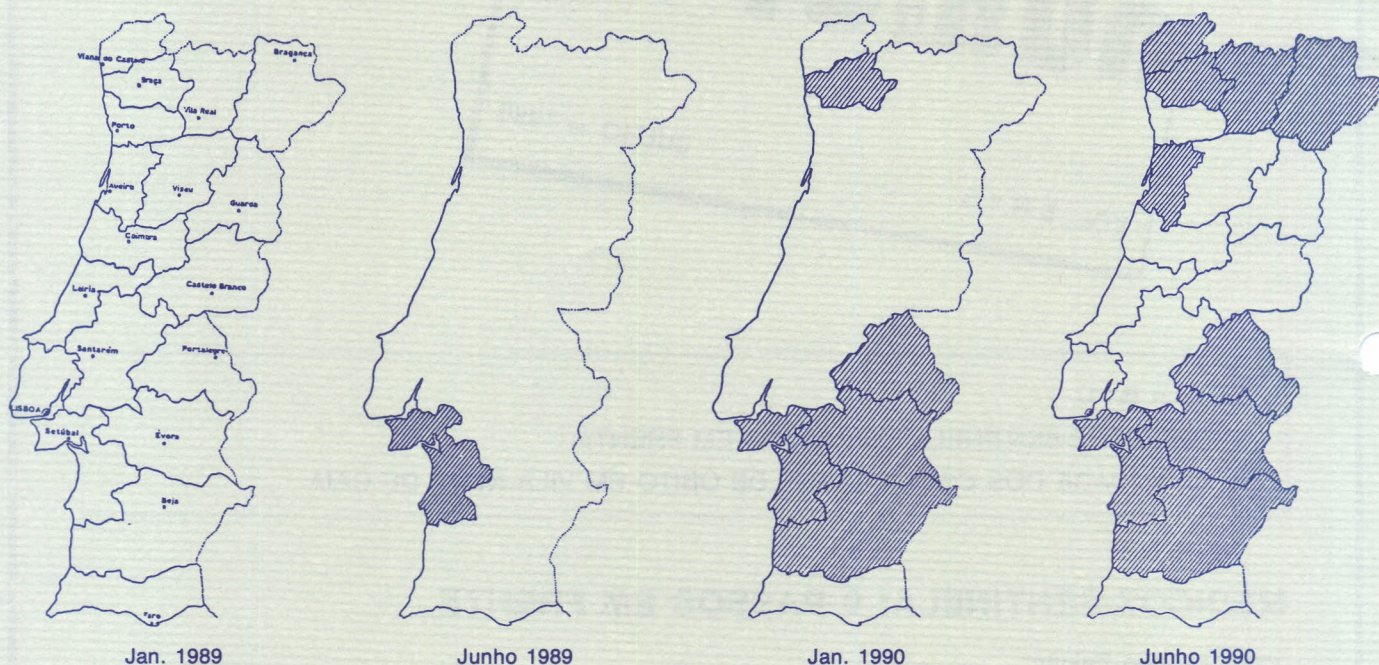 Viana do Castelo
Bragança
Braga
Vila Real
Porto
Aveiro
Viseu
Guarda
Coimbra
Leiria
Castelo Branco
Santarém
Portalegre
LISBOA
Setúbal
Évora
Beja
Faro
Jan. 1989
Junho 1989
Jan. 1990
Junho 1990